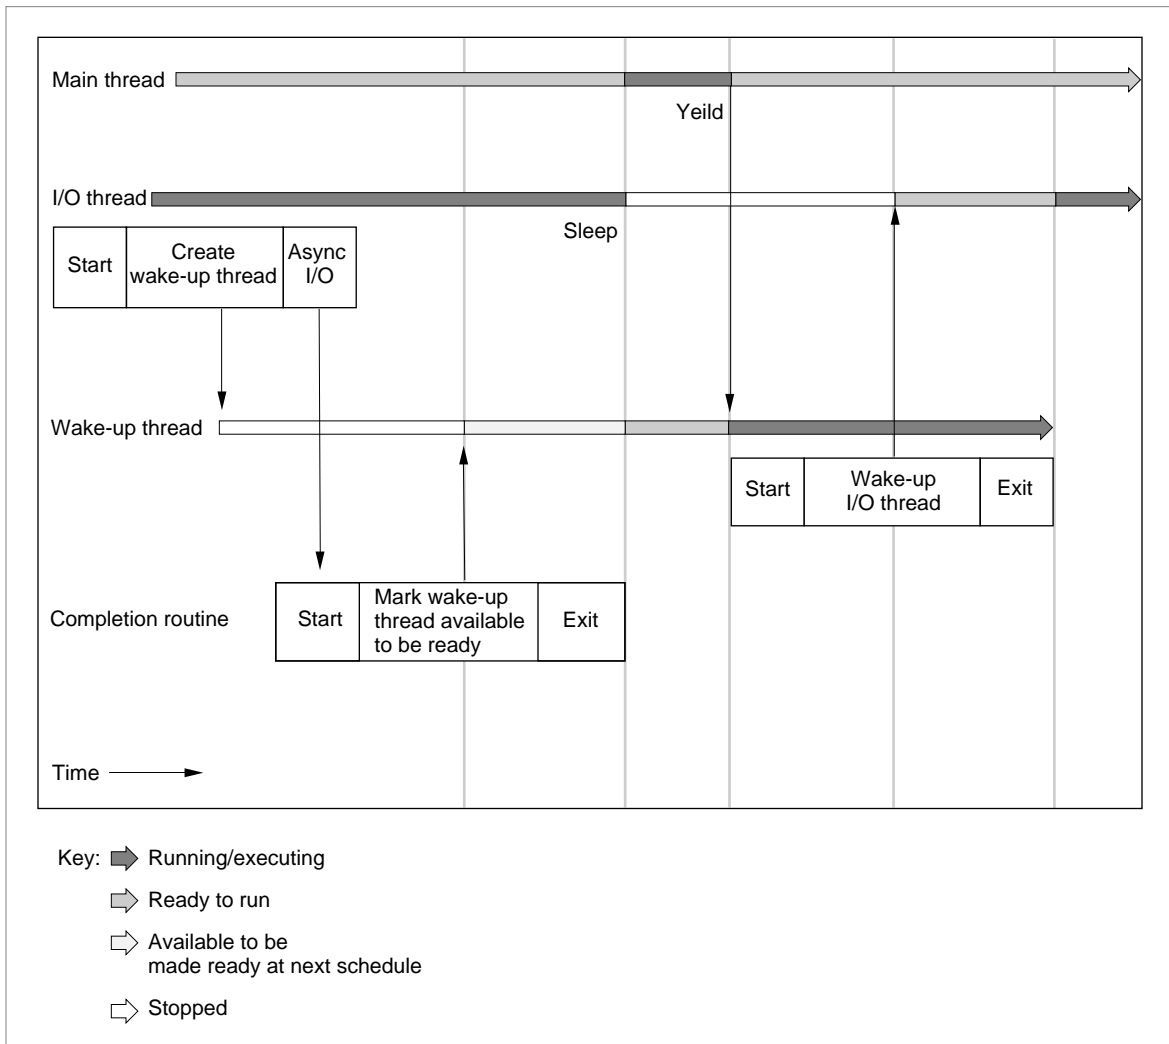 Main thread
Yeild
I/O thread
Sleep
Start
Create
wake-up thread
Async
I/O
Wake-up thread
Start
Wake-up
I/O thread
Exit
Completion routine
Start
Mark wake-up
thread available
to be ready
Exit
Time
Key:
Running/executing
Ready to run
Available to be
made ready at next schedule
Stopped